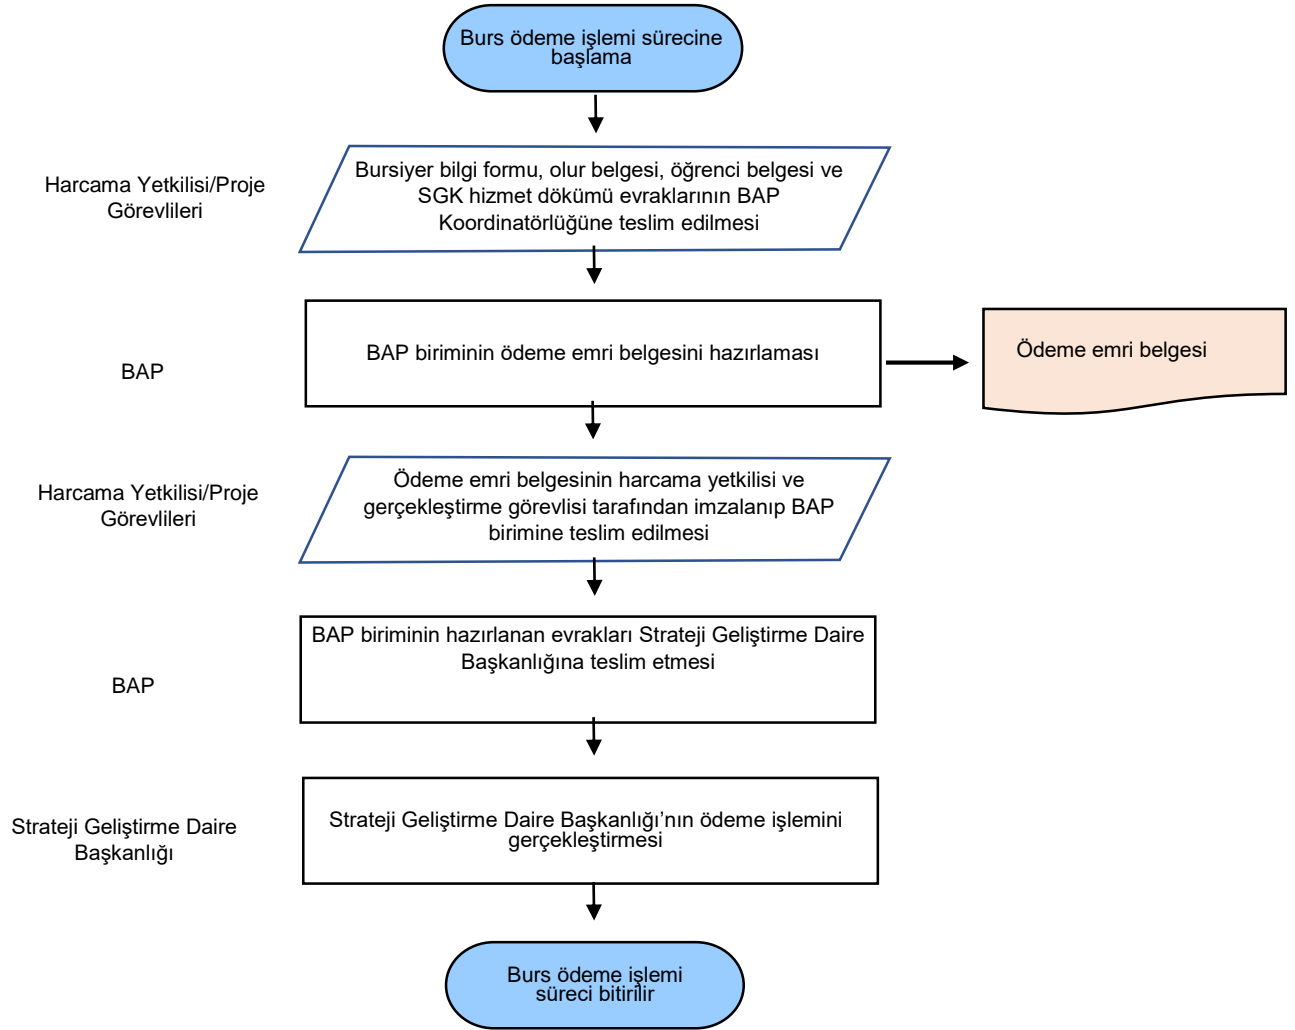 Burs ödeme işlemi sürecine
başlama
Harcama Yetkilisi/Proje
Görevlileri
Bursiyer bilgi formu, olur belgesi, öğrenci belgesi ve
SGK hizmet dökümü evraklarının BAP
Koordinatörlüğüne teslim edilmesi
BAP
BAP biriminin ödeme emri belgesini hazırlaması
Ödeme emri belgesi
Harcama Yetkilisi/Proje
Görevlileri
Ödeme emri belgesinin harcama yetkilisi ve
gerçekleştirme görevlisi tarafından imzalanıp BAP
birimine teslim edilmesi
BAP
BAP biriminin hazırlanan evrakları Strateji Geliştirme Daire
Başkanlığına teslim etmesi
Strateji Geliştirme Daire
Başkanlığı
Strateji Geliştirme Daire Başkanlığı’nın ödeme işlemini
gerçekleştirmesi
Burs ödeme işlemi
süreci bitirilir